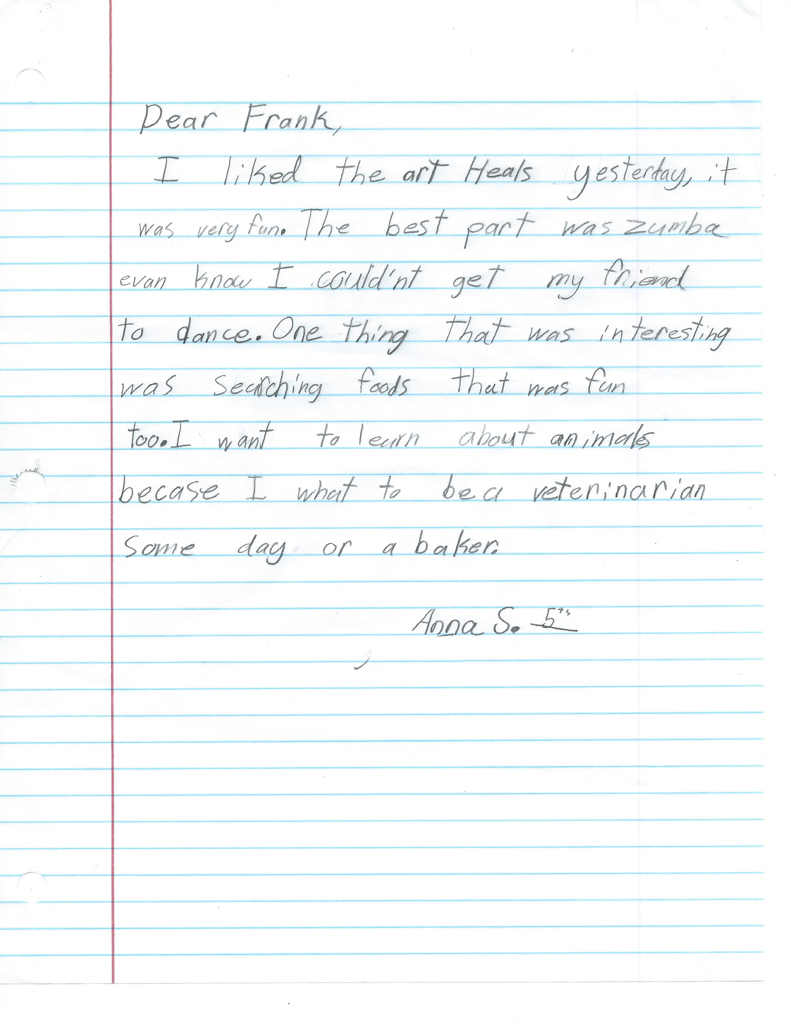 Dear Frank,
I liked the art Heals yesterday, it
was very fun. The best part was zumba
evan know I could'nt get my friend
to dance. One thing that was interesting
was searching foods that was fun
too. I want to learn about animals
becase I what to be a veterinarian
Some day or a baker.
Anna S. 5th